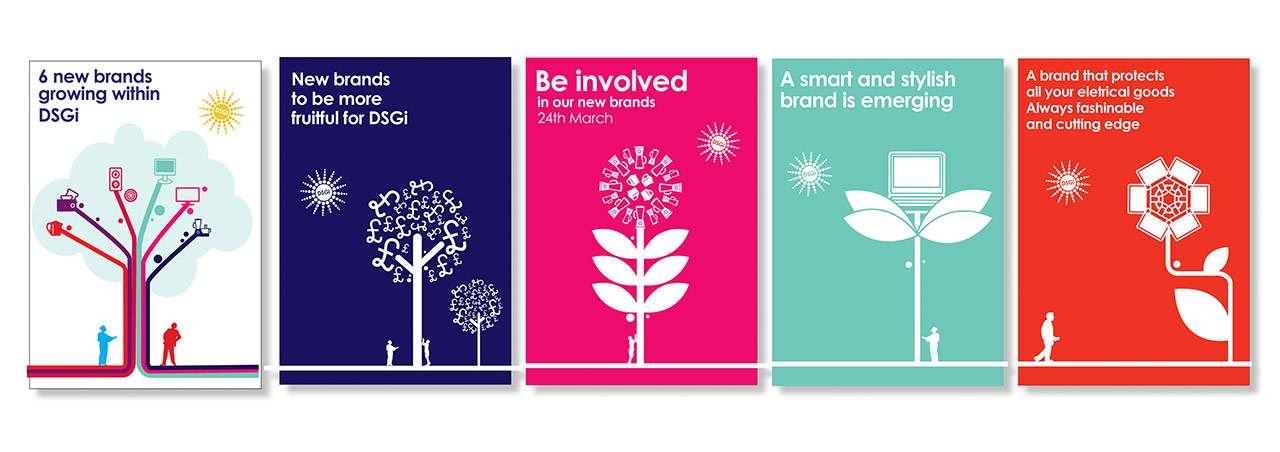 6 new brands
growing within
DSGi
DSGi
New brands
to be more
fruitful for DSGi
DSGi
Be involved
in our new brands
24th March
DSGi
A smart and stylish
brand is emerging
DSGi
A brand that protects
all your eletrical goods
Always fashinable
and cutting edge
DSGi